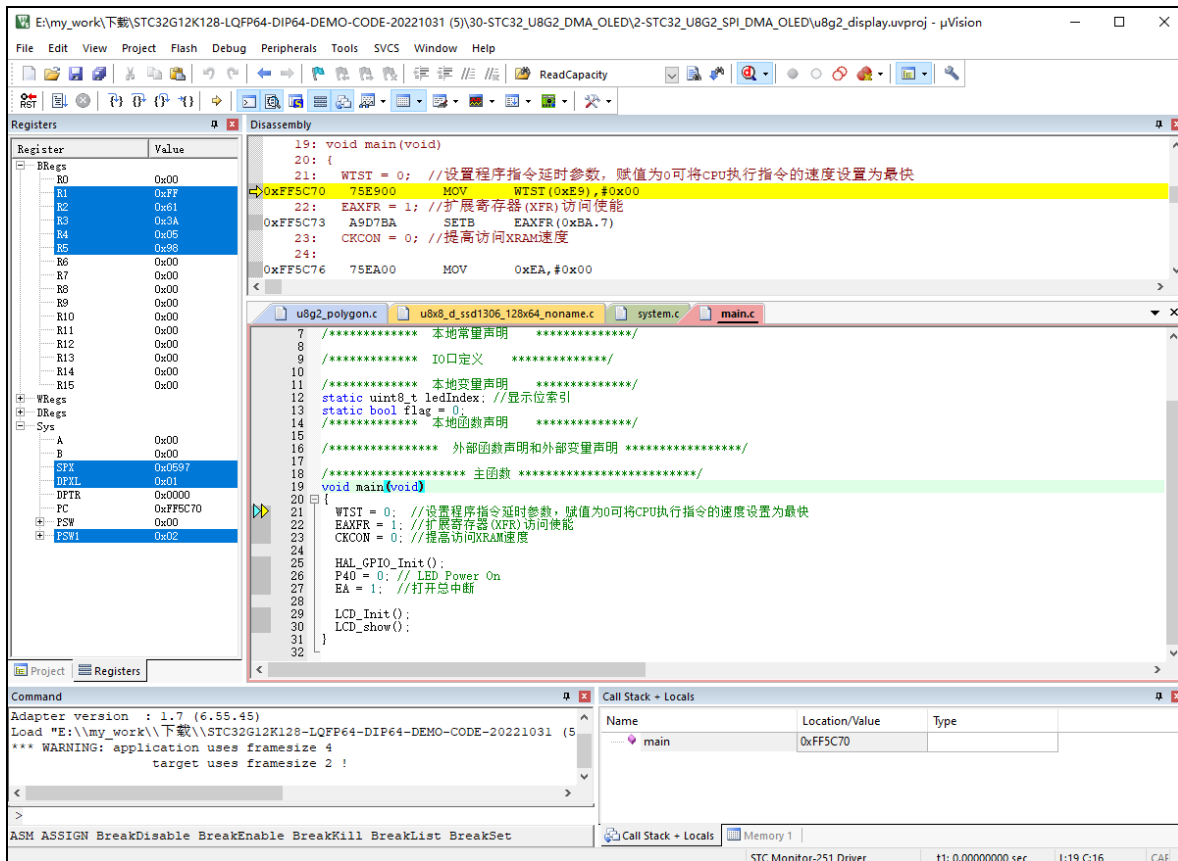 E:\my_work\下载\STC32G12K128-LQFP64-DIP64-DEMO-CODE-20221031 (5)\30-STC32_U8G2_DMA_OLED\2-STC32_U8G2_SPI_DMA_OLED\u8g2_display.uvproj - µVision
File Edit View Project Flash Debug Peripherals Tools SVCS Window Help
ReadCapacity
RST
Registers
Register Value
BRegs
R0 0x00
R1 0xFF
R2 0x61
R3 0x3A
R4 0x05
R5 0x98
R6 0x00
R7 0x00
R8 0x00
R9 0x00
R10 0x00
R11 0x00
R12 0x00
R13 0x00
R14 0x00
R15 0x00
WRegs
DRegs
Sys
A 0x00
B 0x00
SPX 0x0597
DPXL 0x01
DPTR 0x0000
PC 0xFF5C70
PSW 0x00
PSW1 0x02
Project Registers
Disassembly
19: void main(void)
20: {
21: WTST = 0; //设置程序指令延时参数，赋值为0可将CPU执行指令的速度设置为最快
0xFF5C70 75E900 MOV WTST(0xE9),#0x00
22: EAXFR = 1; //扩展寄存器(XFR)访问使能
0xFF5C73 A9D7BA SETB EAXFR(0xBA.7)
23: CKCON = 0; //提高访问XRAM速度
24:
0xFF5C76 75EA00 MOV 0xEA,#0x00
u8g2_polygon.c u8x8_d_ssd1306_128x64_noname.c system.c main.c
7 /************* 本地常量声明 **************/
8
9 /************* IO口定义 **************/
10
11 /************* 本地变量声明 **************/
12 static uint8_t ledIndex; //显示位索引
13 static bool flag = 0;
14 /************* 本地函数声明 **************/
15
16 /**************** 外部函数声明和外部变量声明 *****************/
17
18 /******************** 主函数 **************************/
19 void main(void)
20 {
21 WTST = 0; //设置程序指令延时参数，赋值为0可将CPU执行指令的速度设置为最快
22 EAXFR = 1; //扩展寄存器(XFR)访问使能
23 CKCON = 0; //提高访问XRAM速度
24
25 HAL_GPIO_Init();
26 P40 = 0; // LED Power On
27 EA = 1; //打开总中断
28
29 LCD_Init();
30 LCD_show();
31 }
32
Command
Adapter version : 1.7 (6.55.45)
Load "E:\\my_work\\下载\\STC32G12K128-LQFP64-DIP64-DEMO-CODE-20221031 (5
*** WARNING: application uses framesize 4
target uses framesize 2 !
>
ASM ASSIGN BreakDisable BreakEnable BreakKill BreakList BreakSet
Call Stack + Locals
Name Location/Value Type
main 0xFF5C70
Call Stack + Locals Memory 1
STC Monitor-251 Driver t1: 0.00000000 sec L:19 C:16 CAP